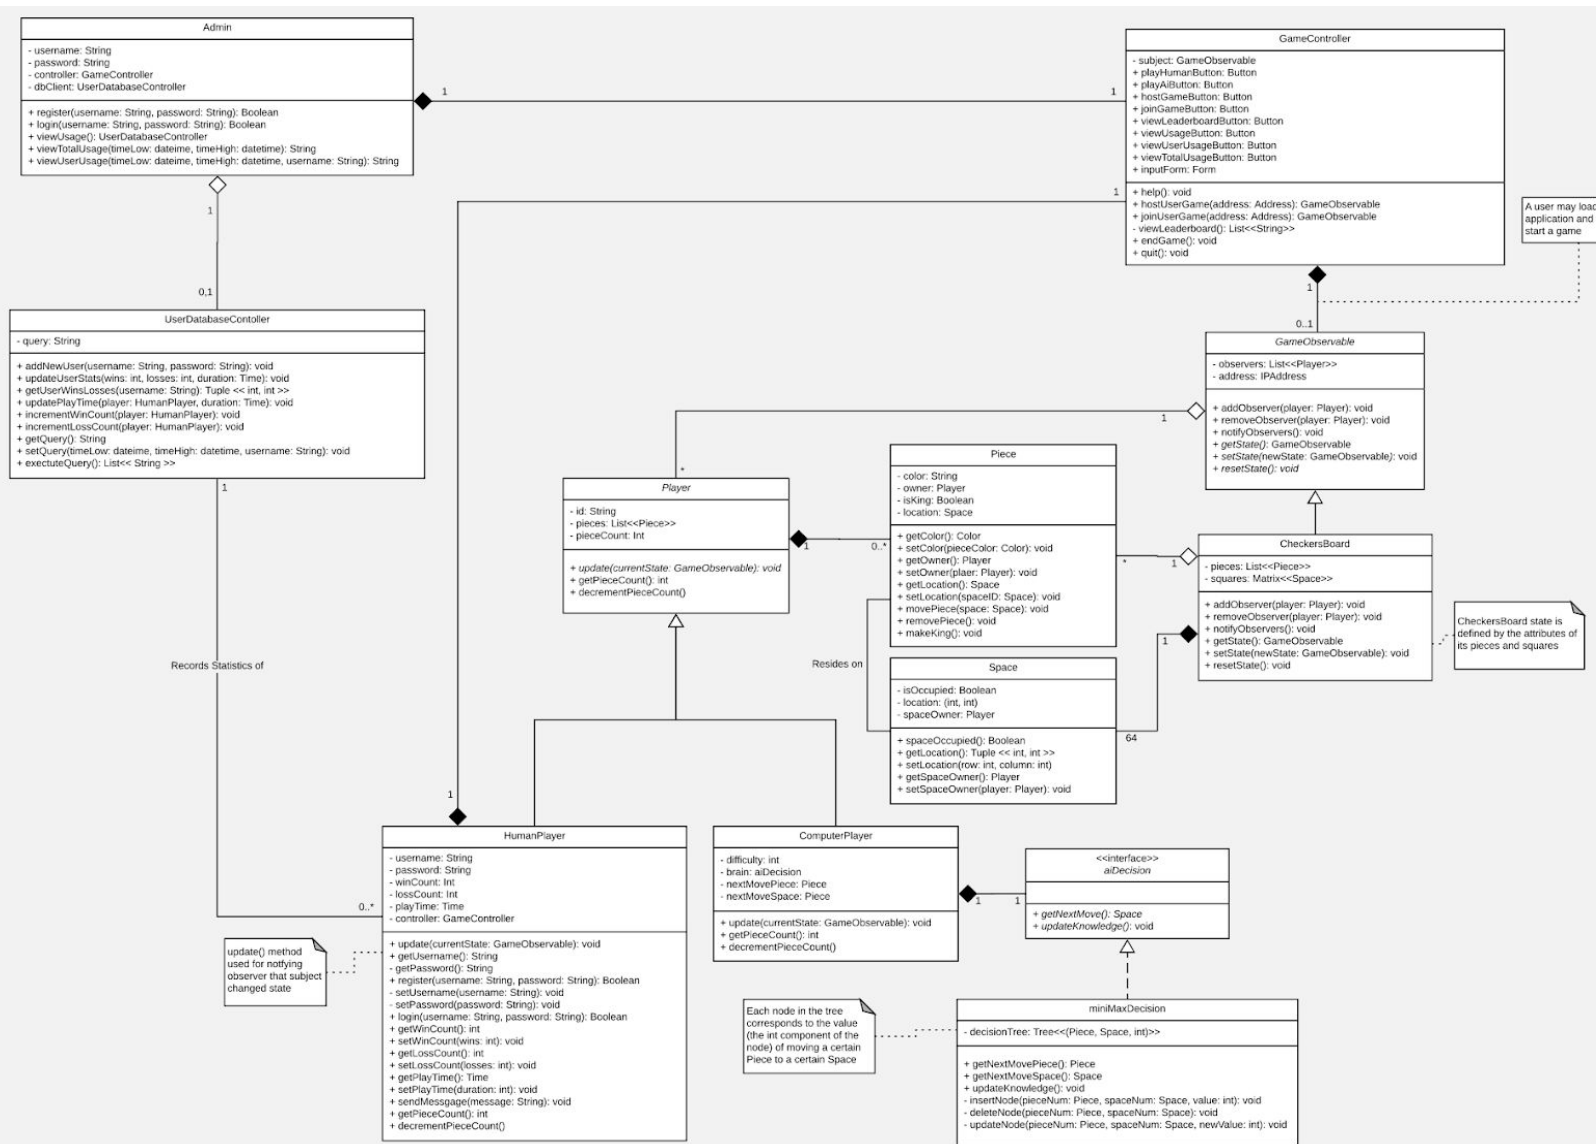 Admin
- username: String
- password: String
- controller: GameController
- dbClient: UserDatabaseController
+ register(username: String, password: String): Boolean
+ login(username: String, password: String): Boolean
+ viewUsage(): UserDatabaseController
+ viewTotalUsage(timeLow: dateime, timeHigh: datetime): String
+ viewUserUsage(timeLow: dateime, timeHigh: datetime, username: String): String
1
1
GameController
- subject: GameObservable
+ playHumanButton: Button
+ playAiButton: Button
+ hostGameButton: Button
+ joinGameButton: Button
+ viewLeaderboardButton: Button
+ viewUsageButton: Button
+ viewUserUsageButton: Button
+ viewTotalUsageButton: Button
+ inputForm: Form
+ help(): void
+ hostUserGame(address: Address): GameObservable
+ joinUserGame(address: Address): GameObservable
- viewLeaderboard(): List<<String>>
+ endGame(): void
+ quit(): void
1
A user may load
application and
start a game
1
0,1
1
0..1
UserDatabaseContoller
- query: String
+ addNewUser(username: String, password: String): void
+ updateUserStats(wins: int, losses: int, duration: Time): void
+ getUserWinsLosses(username: String): Tuple << int, int >>
+ updatePlayTime(player: HumanPlayer, duration: Time): void
+ incrementWinCount(player: HumanPlayer): void
+ incrementLossCount(player: HumanPlayer): void
+ getQuery(): String
+ setQuery(timeLow: dateime, timeHigh: datetime, username: String): void
+ exectuteQuery(): List<< String >>
1
GameObservable
- observers: List<<Player>>
- address: IPAddress
+ addObserver(player: Player): void
+ removeObserver(player: Player): void
+ notifyObservers(): void
+ getState(): GameObservable
+ setState(newState: GameObservable): void
+ resetState(): void
1
*
Player
- id: String
- pieces: List<<Piece>>
- pieceCount: Int
+ update(currentState: GameObservable): void
+ getPieceCount(): int
+ decrementPieceCount()
1
0..*
Piece
- color: String
- owner: Player
- isKing: Boolean
- location: Space
+ getColor(): Color
+ setColor(pieceColor: Color): void
+ getOwner(): Player
+ setOwner(plaer: Player): void
+ getLocation(): Space
+ setLocation(spaceID: Space): void
+ movePiece(space: Space): void
+ removePiece(): void
+ makeKing(): void
*
1
CheckersBoard
- pieces: List<<Piece>>
- squares: Matrix<<Space>>
+ addObserver(player: Player): void
+ removeObserver(player: Player): void
+ notifyObservers(): void
+ getState(): GameObservable
+ setState(newState: GameObservable): void
+ resetState(): void
1
64
CheckersBoard state is
defined by the attributes of
its pieces and squares
Records Statistics of
Resides on
Space
- isOccupied: Boolean
- location: (int, int)
- spaceOwner: Player
+ spaceOccupied(): Boolean
+ getLocation(): Tuple << int, int >>
+ setLocation(row: int, column: int)
+ getSpaceOwner(): Player
+ setSpaceOwner(player: Player): void
1
0..*
HumanPlayer
- username: String
- password: String
- winCount: Int
- lossCount: Int
- playTime: Time
- controller: GameController
+ update(currentState: GameObservable): void
+ getUsername(): String
- getPassword(): String
+ register(username: String, password: String): Boolean
- setUsername(username: String): void
- setPassword(password: String): void
+ login(username: String, password: String): Boolean
+ getWinCount(): int
+ setWinCount(wins: int): void
+ getLossCount(): int
+ setLossCount(losses: int): void
+ getPlayTime(): Time
+ setPlayTime(duration: int): void
+ sendMessgage(message: String): void
+ getPieceCount(): int
+ decrementPieceCount()
update() method
used for notfying
observer that subject
changed state
ComputerPlayer
- difficulty: int
- brain: aiDecision
- nextMovePiece: Piece
- nextMoveSpace: Piece
+ update(currentState: GameObservable): void
+ getPieceCount(): int
+ decrementPieceCount()
1
1
<<interface>>
aiDecision
+ getNextMove(): Space
+ updateKnowledge(): void
Each node in the tree
corresponds to the value
(the int component of the
node) of moving a certain
Piece to a certain Space
miniMaxDecision
- decisionTree: Tree<<(Piece, Space, int)>>
+ getNextMovePiece(): Piece
+ getNextMoveSpace(): Space
+ updateKnowledge(): void
- insertNode(pieceNum: Piece, spaceNum: Space, value: int): void
- deleteNode(pieceNum: Piece, spaceNum: Space): void
- updateNode(pieceNum: Piece, spaceNum: Space, newValue: int): void